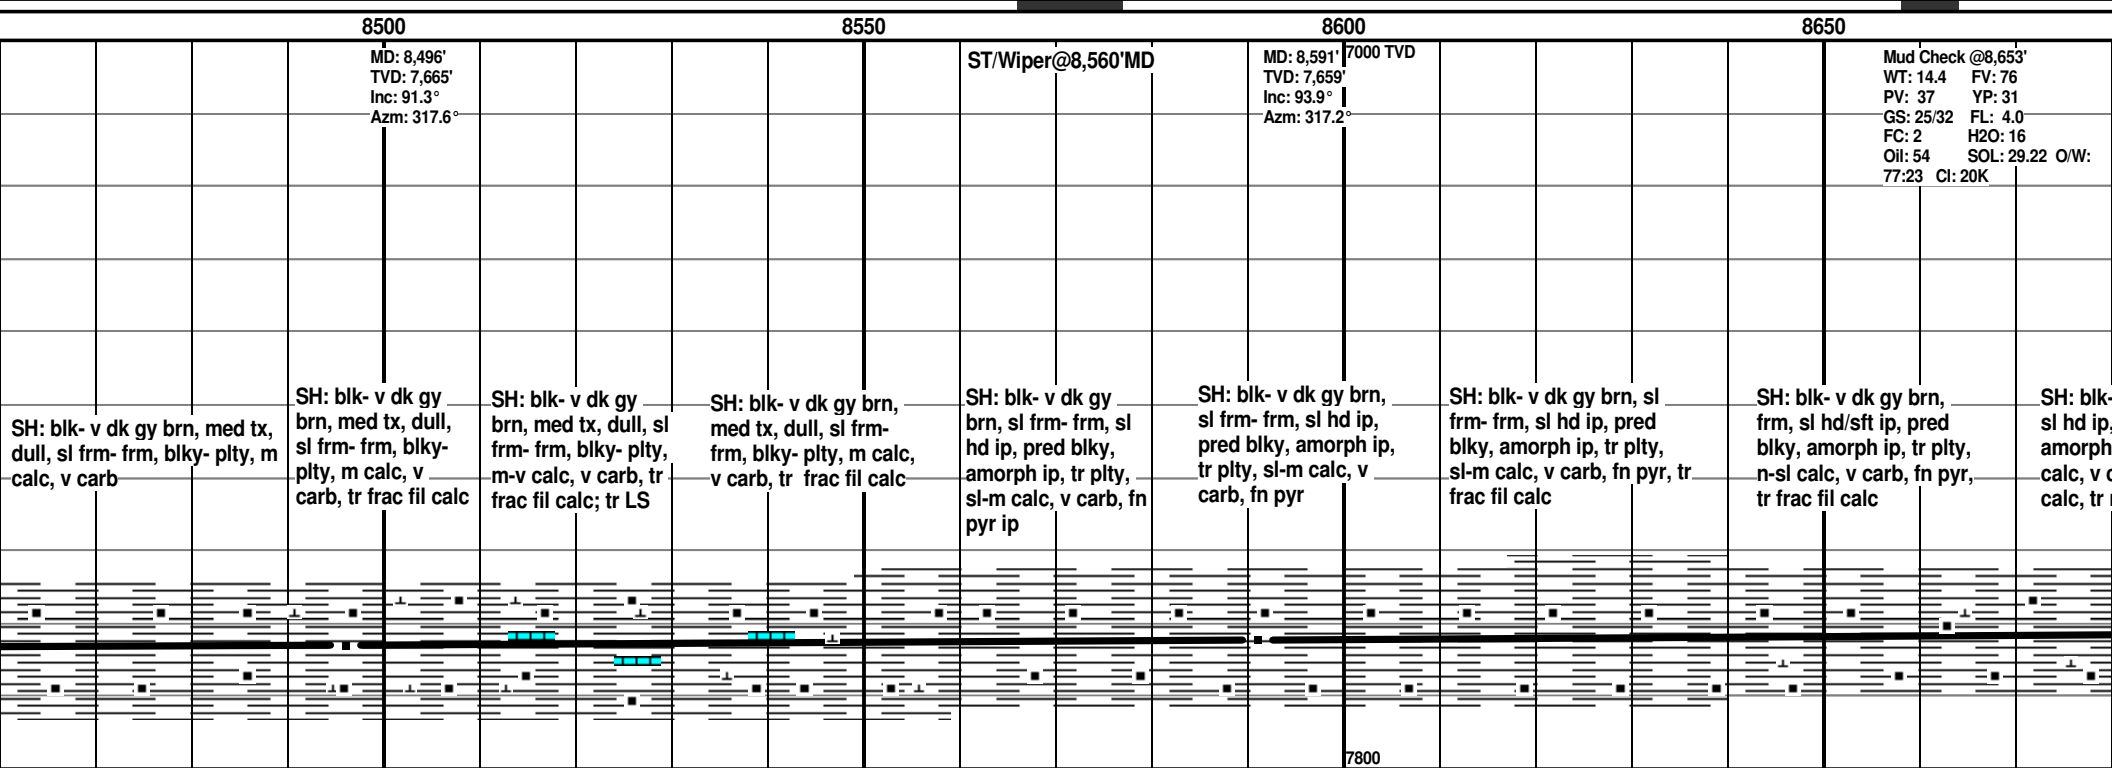 8500 8550 8600 8650
MD: 8,496'
TVD: 7,665'
Inc: 91.3°
Azm: 317.6°
ST/Wiper@8,560'MD
MD: 8,591'
TVD: 7,659'
Inc: 93.9°
Azm: 317.2°
7000 TVD
Mud Check @8,653'
WT: 14.4 FV: 76
PV: 37 YP: 31
GS: 25/32 FL: 4.0
FC: 2 H2O: 16
Oil: 54 SOL: 29.22 O/W:
77:23 Cl: 20K
SH: blk- v dk gy brn, med tx,
dull, sl frm- frm, blky- plty, m
calc, v carb
SH: blk- v dk gy
brn, med tx, dull,
sl frm- frm, blky-
plty, m calc, v
carb, tr frac fil calc
SH: blk- v dk gy
brn, med tx, dull, sl
frm- frm, blky- plty,
m-v calc, v carb, tr
frac fil calc; tr LS
SH: blk- v dk gy brn,
med tx, dull, sl frm-
frm, blky- plty, m calc,
v carb, tr frac fil calc
SH: blk- v dk gy
brn, sl frm- frm, sl
hd ip, pred blky,
amorph ip, tr plty,
sl-m calc, v carb, fn
pyr ip
SH: blk- v dk gy brn,
sl frm- frm, sl hd ip,
pred blky, amorph ip,
tr plty, sl-m calc, v
carb, fn pyr
SH: blk- v dk gy brn, sl
frm- frm, sl hd ip, pred
blky, amorph ip, tr plty,
sl-m calc, v carb, fn pyr, tr
frac fil calc
SH: blk- v dk gy brn,
frm, sl hd/sft ip, pred
blky, amorph ip, tr plty,
n-sl calc, v carb, fn pyr,
tr frac fil calc
SH: blk-
sl hd ip,
amorph
calc, v
calc, tr
7800